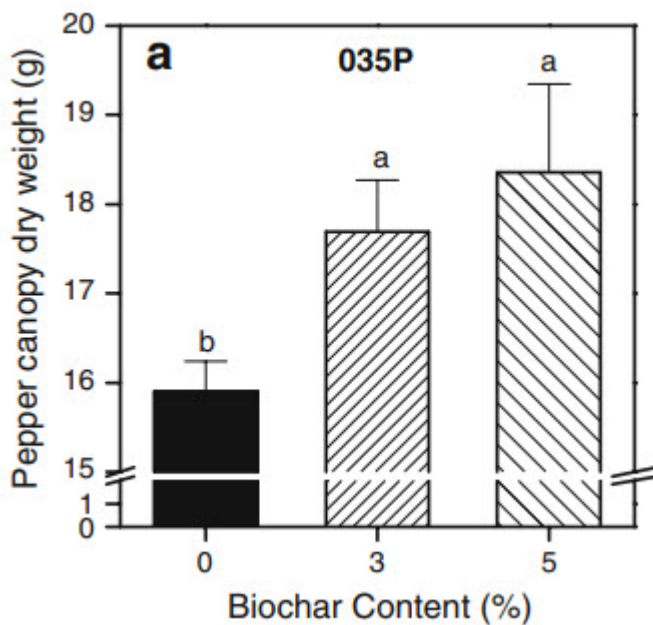 20
a
035P
a
19
a
18
17
b
16
15
1
0
0
3
5
Pepper canopy dry weight (g)
Biochar Content (%)